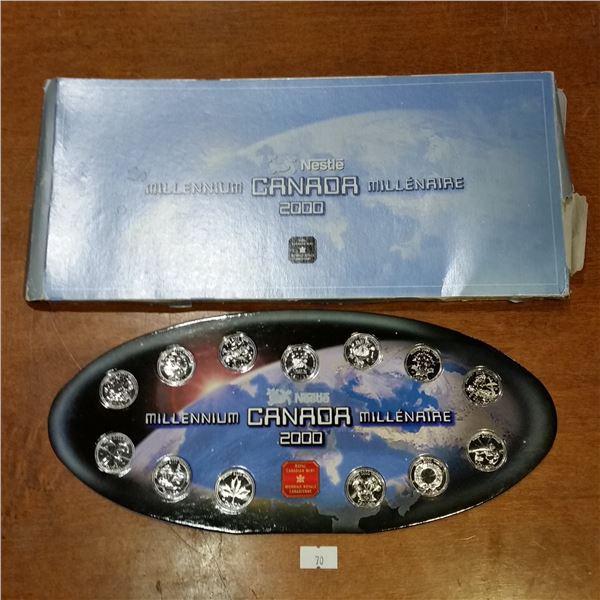 Nestlé
MILLENNIUM CANADA MILLÉNAIRE
2000
Nestlé
MILLENNIUM CANADA MILLÉNAIRE
2000
ROYAL
CANADIAN MINT
MONNAIE ROYALE
CANADIENNE
70